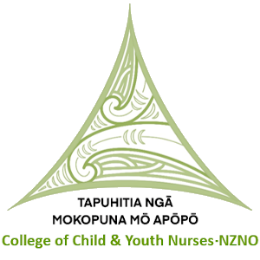 TAPUHITIA NGĀ
MOKOPUNA MŌ APŌPŌ
College of Child & Youth Nurses-NZNO